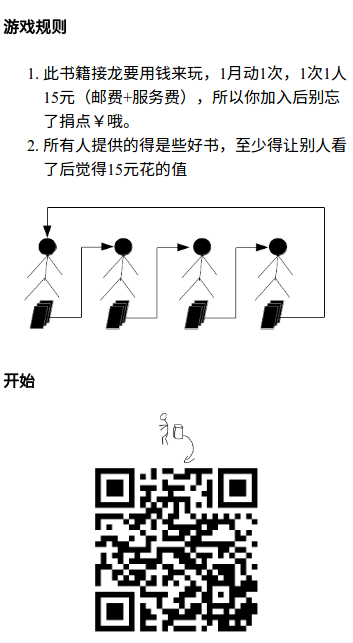 游戏规则
1. 此书籍接龙要用钱来玩，1月动1次，1次1人
15元（邮费+服务费），所以你加入后别忘
了捐点￥哦。
2. 所有人提供的得是些好书，至少得让别人看
了后觉得15元花的值
开始